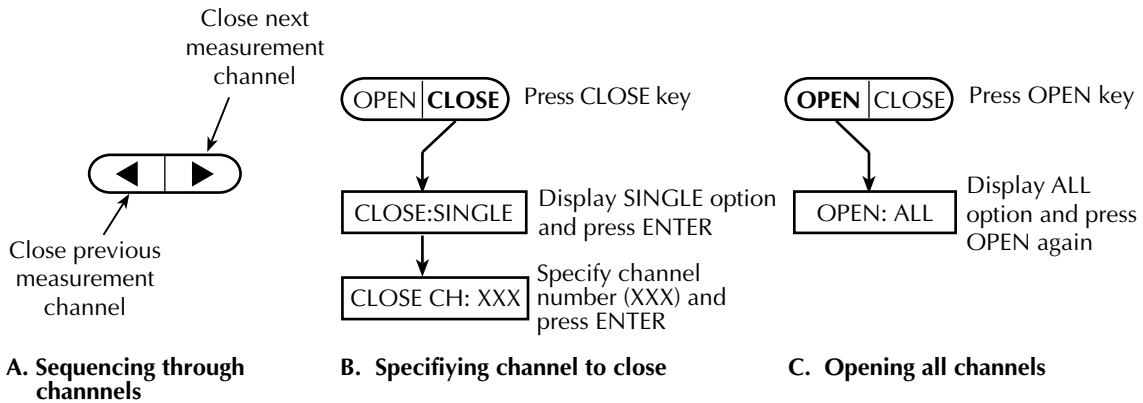 Close next
measurement
channel
Close previous
measurement
channel
A. Sequencing through
channnels
OPEN CLOSE Press CLOSE key
CLOSE:SINGLE
Display SINGLE option
and press ENTER
CLOSE CH: XXX
Specify channel
number (XXX) and
press ENTER
B. Specifiying channel to close
OPEN CLOSE Press OPEN key
OPEN: ALL
Display ALL
option and press
OPEN again
C. Opening all channels